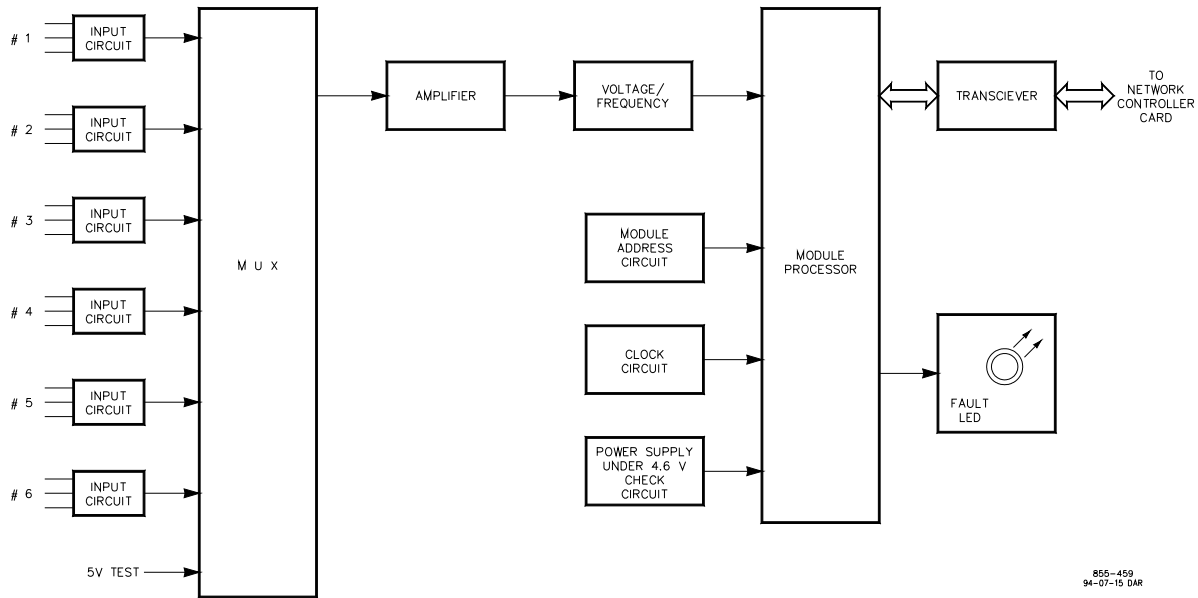 # 1
INPUT
CIRCUIT
# 2
INPUT
CIRCUIT
# 3
INPUT
CIRCUIT
# 4
INPUT
CIRCUIT
# 5
INPUT
CIRCUIT
# 6
INPUT
CIRCUIT
5V TEST
M U X
AMPLIFIER
VOLTAGE/
FREQUENCY
MODULE
ADDRESS
CIRCUIT
CLOCK
CIRCUIT
POWER SUPPLY
UNDER 4.6 V
CHECK
CIRCUIT
MODULE
PROCESSOR
TRANSCIEVER
TO
NETWORK
CONTROLLER
CARD
FAULT
LED
855-459
94-07-15 DAR